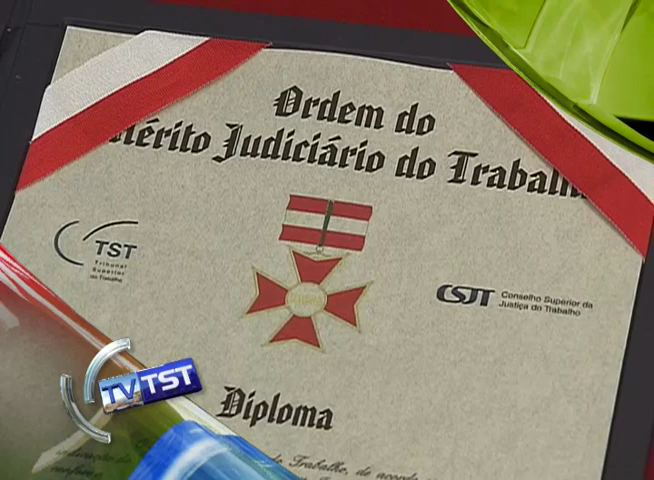 Ordem do
Mérito Judiciário do Trabalho
TST
Tribunal
Superior
do Trabalho
CSJT Conselho Superior da
Justiça do Trabalho
TV TST
Diploma
do Trabalho, de acordo